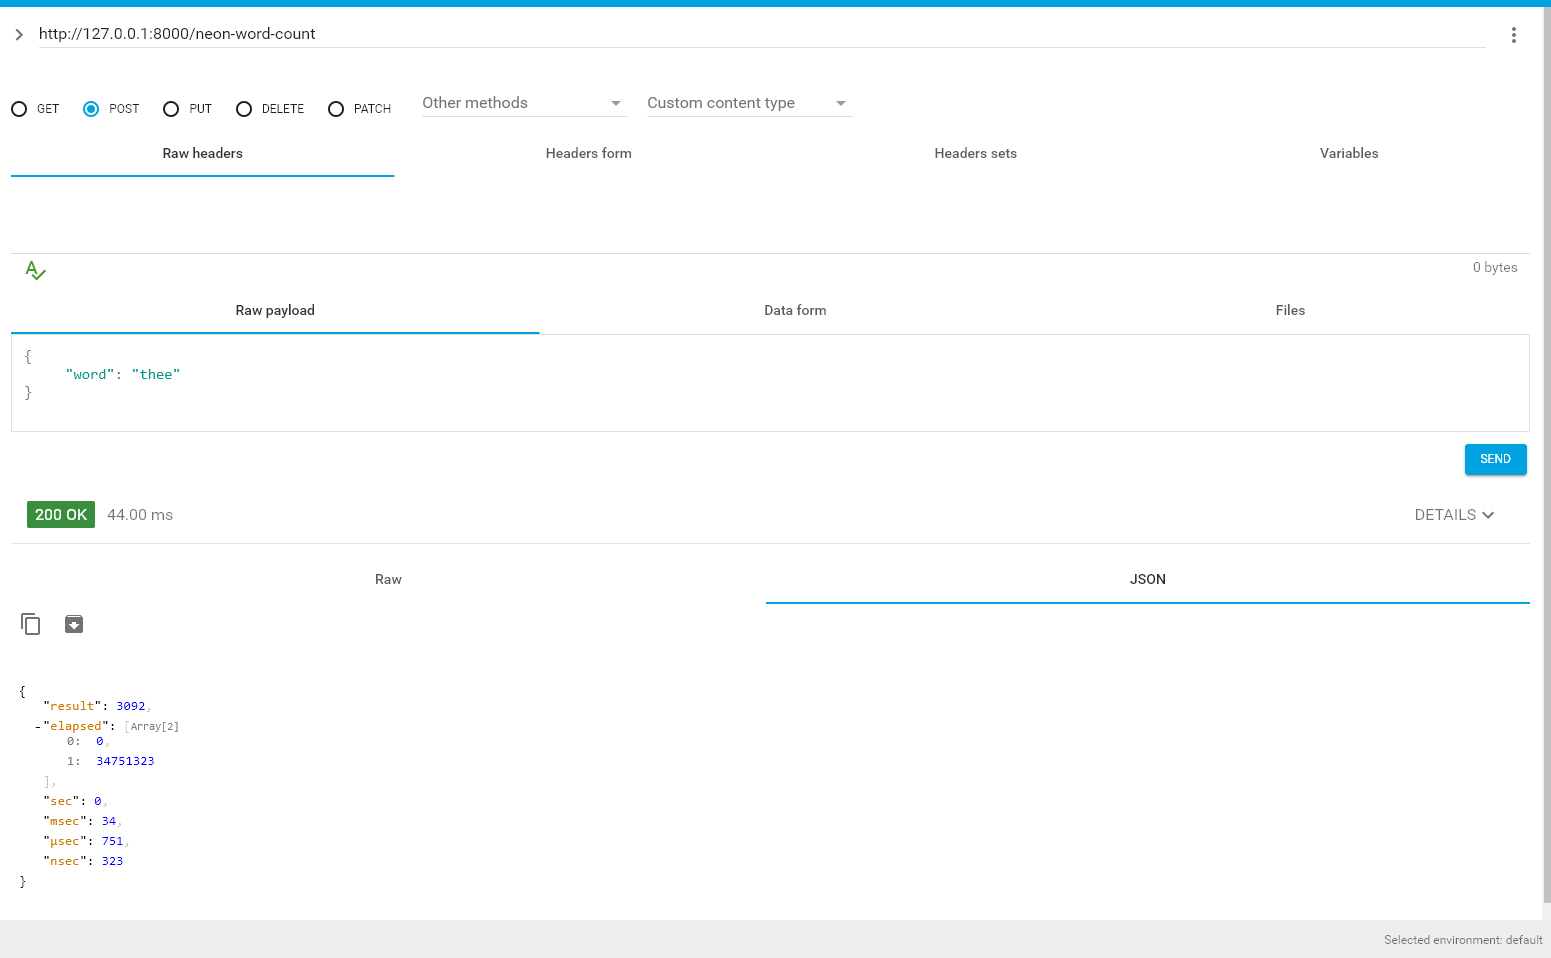 http://127.0.0.1:8000/neon-word-count
GET POST PUT DELETE PATCH Other methods Custom content type
Raw headers Headers form Headers sets Variables
0 bytes
Raw payload Data form Files
{
"word": "thee"
}
SEND
200 OK 44.00 ms DETAILS
Raw JSON
{
"result": 3092,
-"elapsed": [Array[2]
0: 0,
1: 34751323
],
"sec": 0,
"msec": 34,
"µsec": 751,
"nsec": 323
}
Selected environment: default